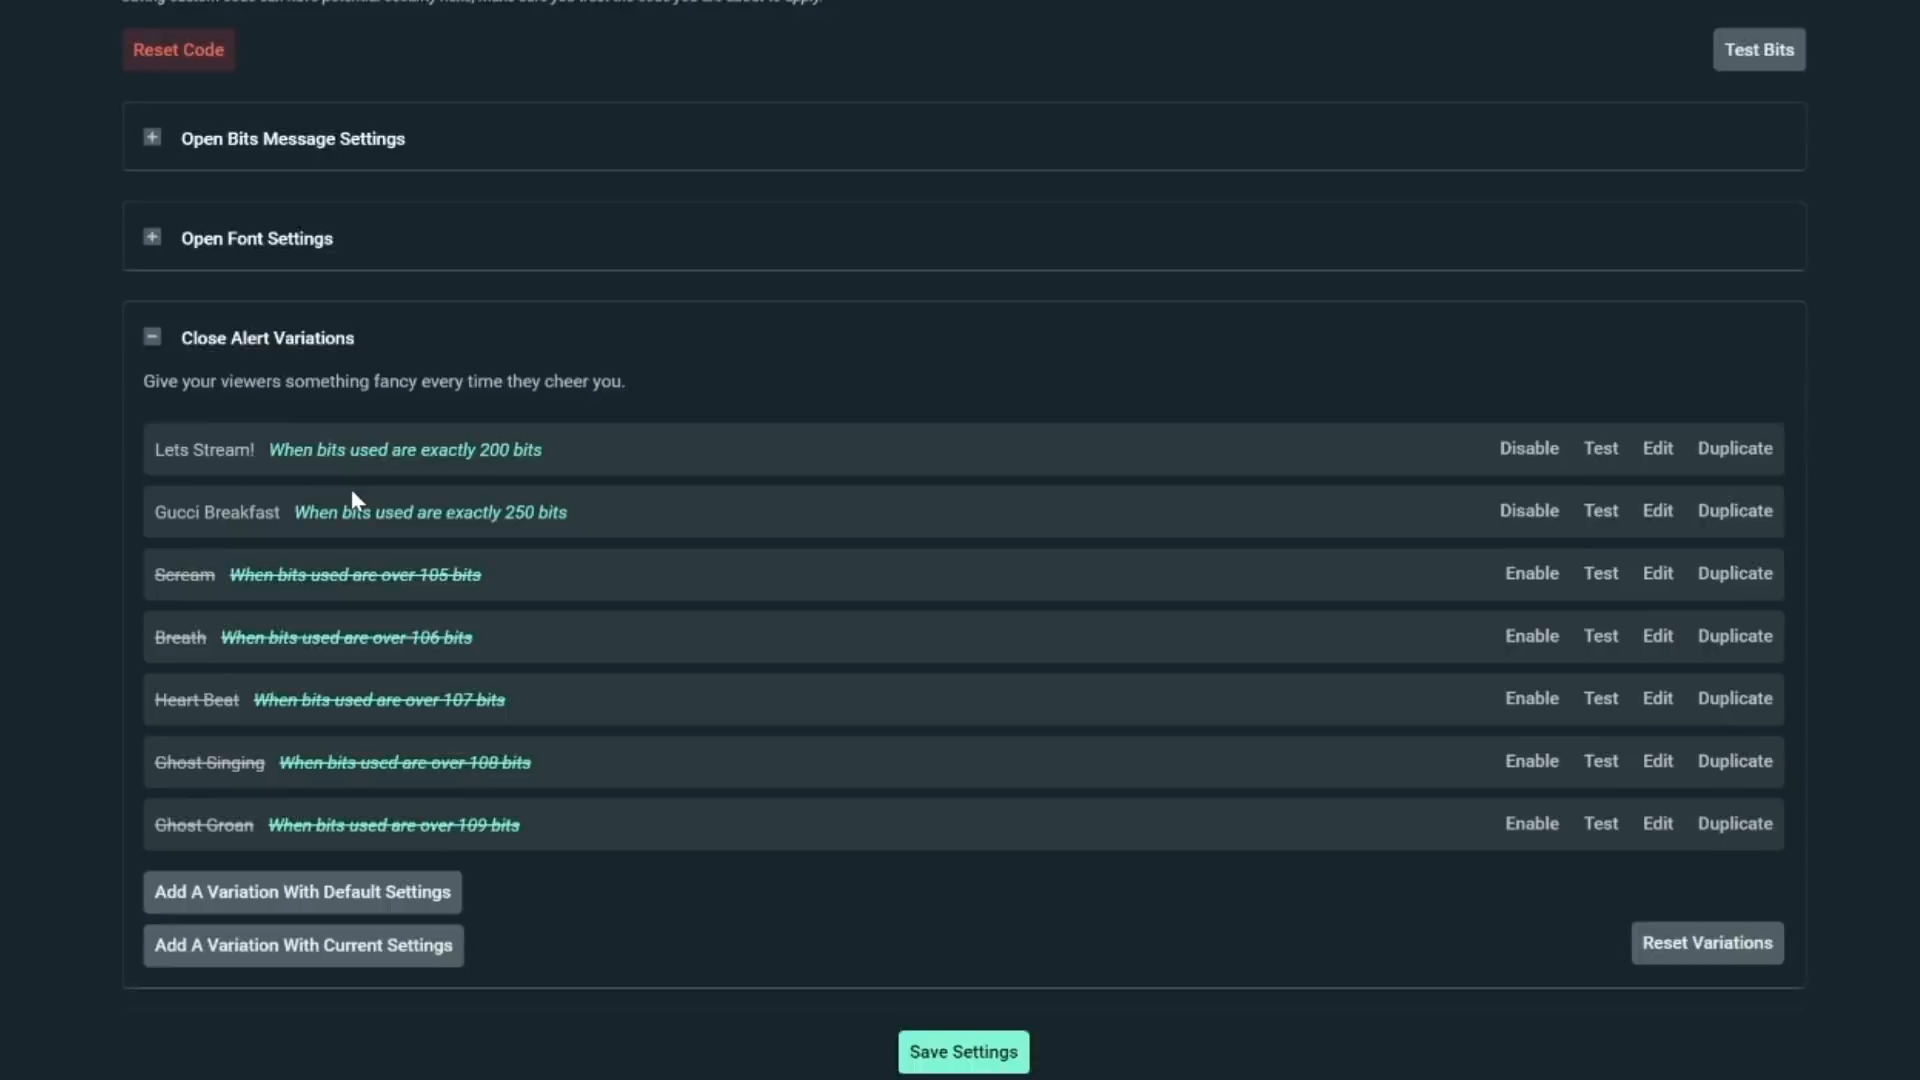 Reset Code
Test Bits
Open Bits Message Settings
Open Font Settings
Close Alert Variations
Give your viewers something fancy every time they cheer you.
Lets Stream! When bits used are exactly 200 bits Disable Test Edit Duplicate
Gucci Breakfast When bits used are exactly 250 bits Disable Test Edit Duplicate
Scream When bits used are over 105 bits Enable Test Edit Duplicate
Breath When bits used are over 106 bits Enable Test Edit Duplicate
Heart Beat When bits used are over 107 bits Enable Test Edit Duplicate
Ghost Singing When bits used are over 108 bits Enable Test Edit Duplicate
Ghost Groan When bits used are over 109 bits Enable Test Edit Duplicate
Add A Variation With Default Settings
Add A Variation With Current Settings
Reset Variations
Save Settings